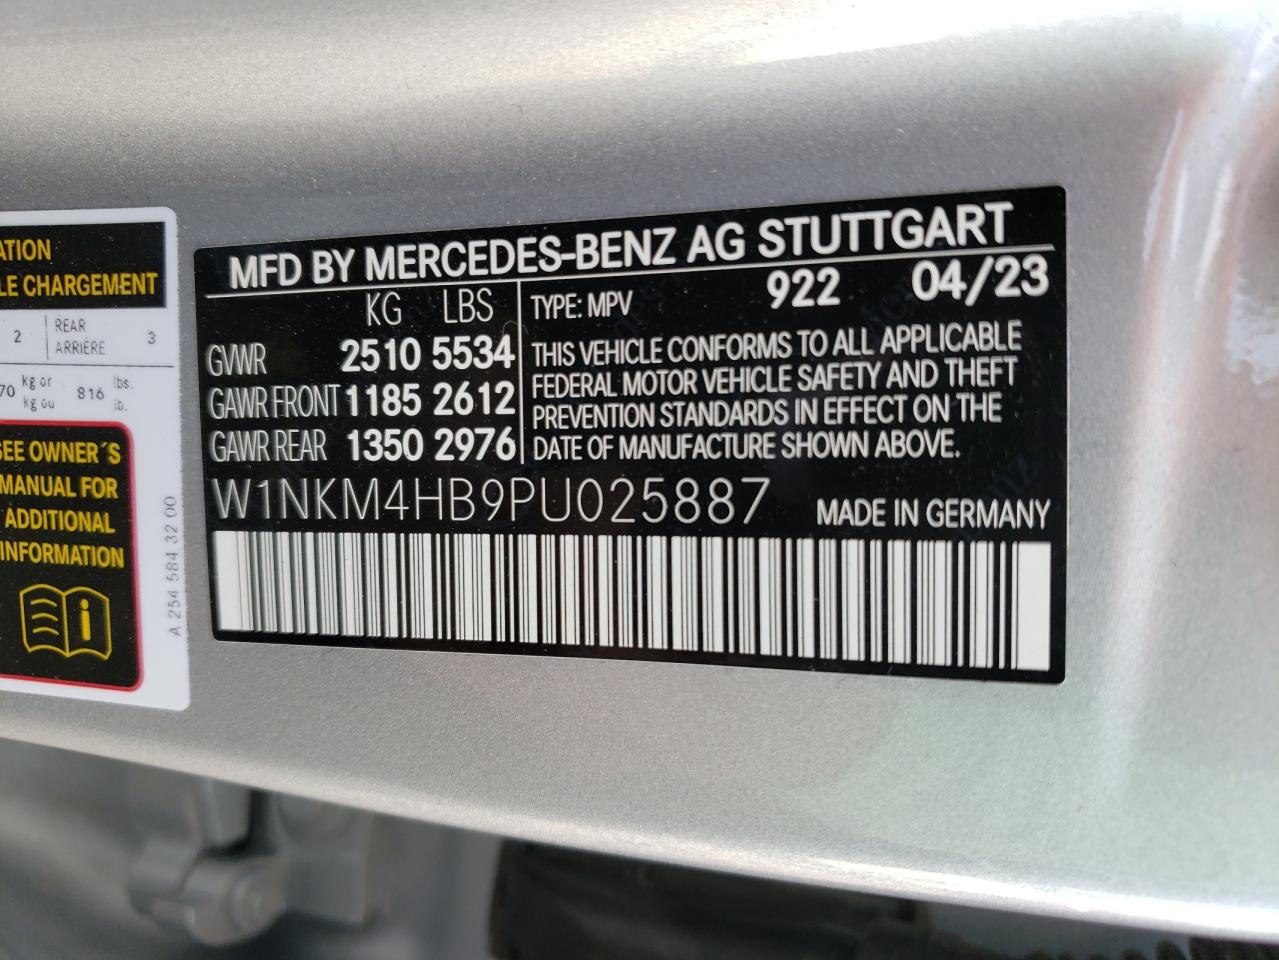 ATION
LE CHARGEMENT
2 REAR ARRIÈRE 3
70 kg or kg ou 816 lbs. lb.
SEE OWNER´S
MANUAL FOR
ADDITIONAL
INFORMATION
A 254 584 32 00
MFD BY MERCEDES-BENZ AG STUTTGART
KG LBS
GVWR 2510 5534
GAWR FRONT 1185 2612
GAWR REAR 1350 2976
TYPE: MPV 922 04/23
THIS VEHICLE CONFORMS TO ALL APPLICABLE
FEDERAL MOTOR VEHICLE SAFETY AND THEFT
PREVENTION STANDARDS IN EFFECT ON THE
DATE OF MANUFACTURE SHOWN ABOVE.
W1NKM4HB9PU025887 MADE IN GERMANY